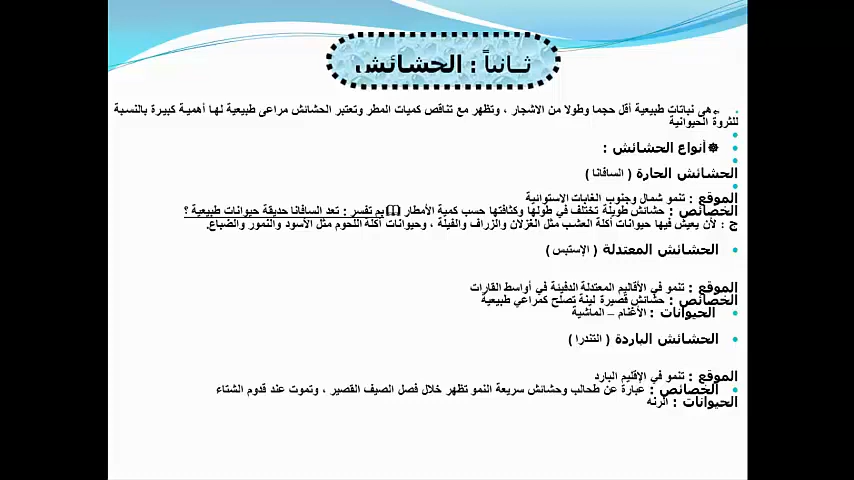 ثـانياً : الحشائش
هى نباتات طبيعية أقل حجما وطولا من الاشجار ، وتظهر مع تناقص كميات المطر وتعتبر الحشائش مراعى طبيعية لها أهمية كبيرة بالنسبة
للثروة الحيوانية
أنواع الحشائش :
الحشائش الحارة ( السافانا )
الموقع : تنمو شمال وجنوب الغابات الاستوائية
الخصائص : حشائش طويلة تختلف في طولها وكثافتها حسب كمية الأمطار بم تفسر : تعد السافانا حديقة حيوانات طبيعية ؟
ج : لأن يعيش فيها حيوانات آكلة العشب مثل الغزلان والزراف والفيلة ، وحيوانات آكلة اللحوم مثل الأسود والنمور والضباع.
الحشائش المعتدلة ( الإستبس )
الموقع : تنمو في الأقاليم المعتدلة الدفيئة في أواسط القارات
الخصائص : حشائش قصيرة لينة تصلح كمراعي طبيعية
الحيوانات : الأغنام – الماشية
الحشائش الباردة ( التندرا )
الموقع : تنمو في الإقليم البارد
الخصائص : عبارة عن طحالب وحشائش سريعة النمو تظهر خلال فصل الصيف القصير ، وتموت عند قدوم الشتاء
الحيوانات : الرنه